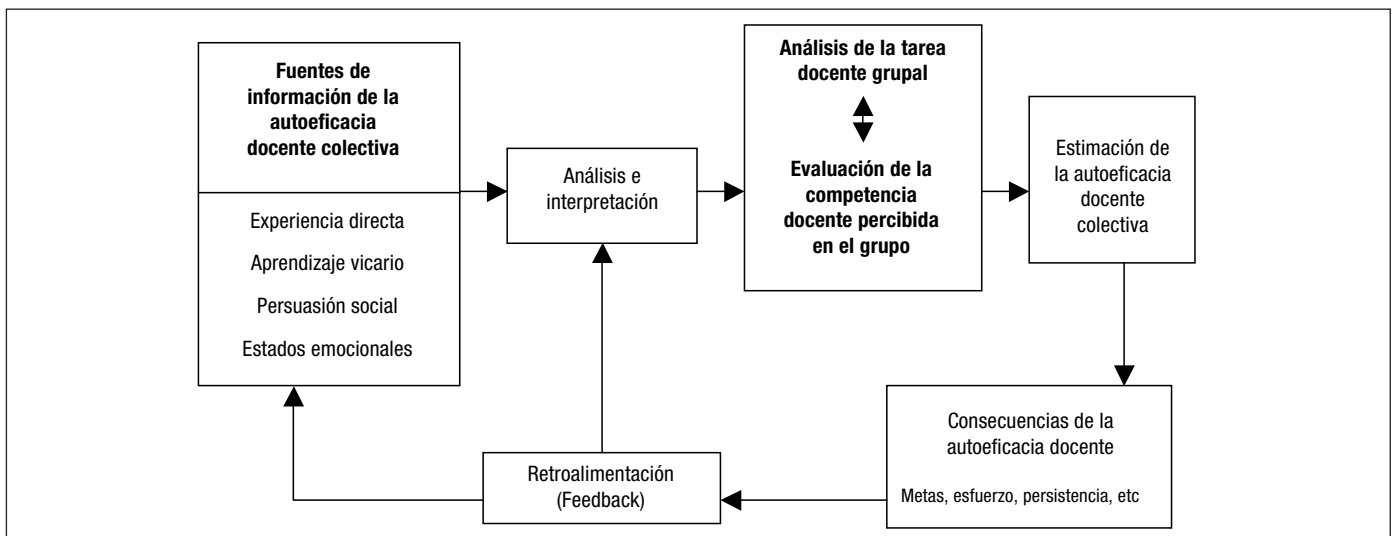 Fuentes de
información de la
autoeficacia
docente colectiva
Experiencia directa
Aprendizaje vicario
Persuasión social
Estados emocionales
Análisis e
interpretación
Análisis de la tarea
docente grupal
Evaluación de la
competencia
docente percibida
en el grupo
Estimación de
la autoeficacia
docente
colectiva
Consecuencias de la
autoeficacia docente
Metas, esfuerzo, persistencia, etc
Retroalimentación
(Feedback)